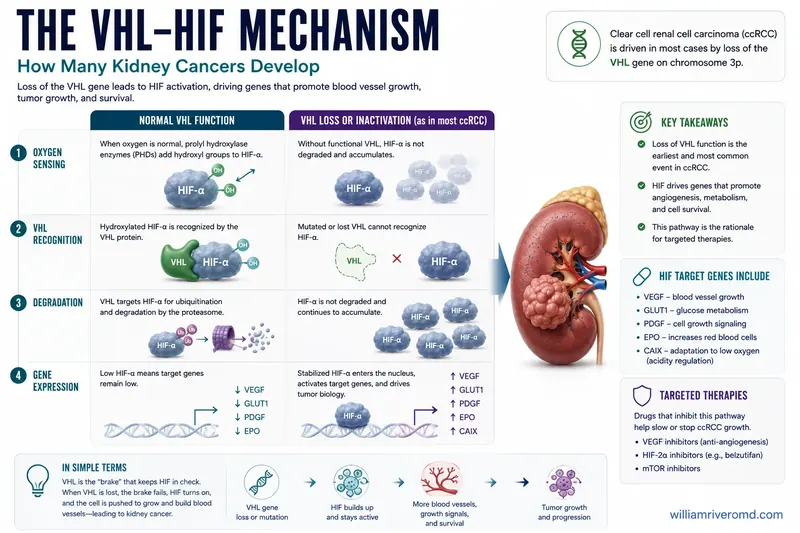 THE VHL–HIF MECHANISM
How Many Kidney Cancers Develop
Loss of the VHL gene leads to HIF activation, driving genes that promote blood vessel growth,
tumor growth, and survival.
Clear cell renal cell carcinoma (ccRCC)
is driven in most cases by loss of the
VHL gene on chromosome 3p.
NORMAL VHL FUNCTION
VHL LOSS OR INACTIVATION (as in most ccRCC)
1
OXYGEN
SENSING
When oxygen is normal, prolyl hydroxylase
enzymes (PHDs) add hydroxyl groups to HIF-α.
HIF-α
OH
OH
Without functional VHL, HIF-α is not
degraded and accumulates.
HIF-α
2
VHL
RECOGNITION
Hydroxylated HIF-α is recognized by the
VHL protein.
VHL
HIF-α
OH
OH
Mutated or lost VHL cannot recognize
HIF-α.
VHL
HIF-α
3
DEGRADATION
VHL targets HIF-α for ubiquitination
and degradation by the proteasome.
HIF-α
Ub
Ub
HIF-α is not degraded and
continues to accumulate.
HIF-α
HIF-α
HIF-α
HIF-α
HIF-α
4
GENE
EXPRESSION
Low HIF-α means target genes
remain low.
↓ VEGF
↓ GLUT1
↓ PDGF
↓ EPO
Stabilized HIF-α enters the nucleus,
activates target genes, and drives
tumor biology.
HIF-α
↑ VEGF
↑ GLUT1
↑ PDGF
↑ EPO
↑ CAIX
KEY TAKEAWAYS
Loss of VHL function is the
earliest and most common
event in ccRCC.
HIF drives genes that promote
angiogenesis, metabolism,
and cell survival.
This pathway is the rationale
for targeted therapies.
HIF TARGET GENES INCLUDE
• VEGF – blood vessel growth
• GLUT1 – glucose metabolism
• PDGF – cell growth signaling
• EPO – increases red blood cells
• CAIX – adaptation to low oxygen
(acidity regulation)
TARGETED THERAPIES
Drugs that inhibit this pathway
help slow or stop ccRCC growth.
• VEGF inhibitors (anti-angiogenesis)
• HIF-2α inhibitors (e.g., belzutifan)
• mTOR inhibitors
IN SIMPLE TERMS
VHL is the “brake” that keeps HIF in check.
When VHL is lost, the brake fails, HIF turns on,
and the cell is pushed to grow and build blood
vessels—leading to kidney cancer.
VHL gene
loss or mutation
HIF builds up
and stays active
More blood vessels,
growth signals,
and survival
Tumor growth
and progression
williamriveromd.com